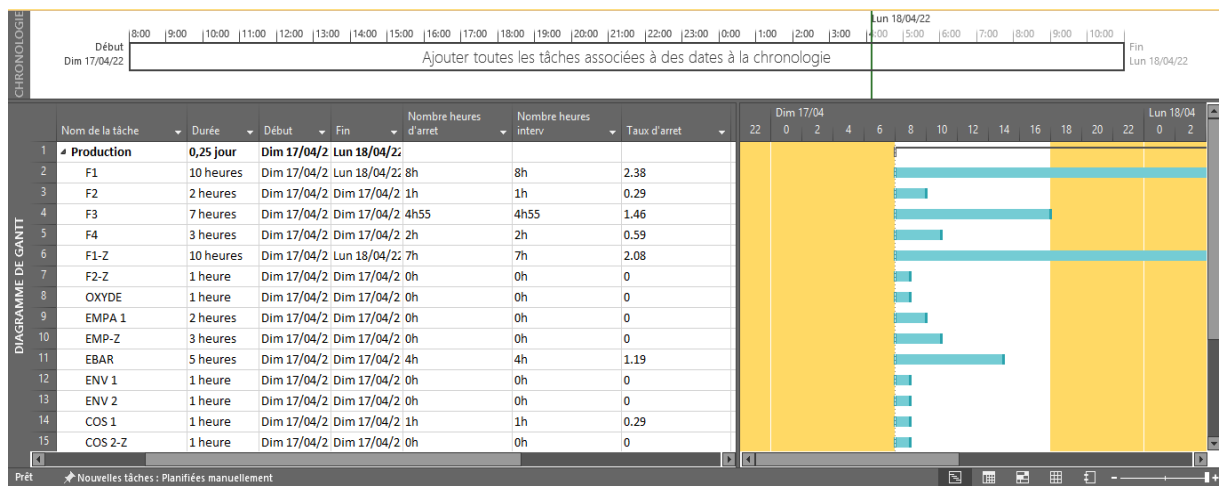 CHRONOLOGIE
Lun 18/04/22
8:00 9:00 10:00 11:00 12:00 13:00 14:00 15:00 16:00 17:00 18:00 19:00 20:00 21:00 22:00 23:00 0:00 1:00 2:00 3:00 4:00 5:00 6:00 7:00 8:00 9:00 10:00
Début
Dim 17/04/22
Ajouter toutes les tâches associées à des dates à la chronologie
Fin
Lun 18/04/22
DIAGRAMME DE GANTT
Nom de la tâche Durée Début Fin Nombre heures d'arret Nombre heures interv Taux d'arret
Dim 17/04 Lun 18/04
22 0 2 4 6 8 10 12 14 16 18 20 22 0 2
1 Production 0,25 jour Dim 17/04/2 Lun 18/04/22
2 F1 10 heures Dim 17/04/2 Lun 18/04/22 8h 8h 2.38
3 F2 2 heures Dim 17/04/2 Dim 17/04/2 1h 1h 0.29
4 F3 7 heures Dim 17/04/2 Dim 17/04/2 4h55 4h55 1.46
5 F4 3 heures Dim 17/04/2 Dim 17/04/2 2h 2h 0.59
6 F1-Z 10 heures Dim 17/04/2 Lun 18/04/22 7h 7h 2.08
7 F2-Z 1 heure Dim 17/04/2 Dim 17/04/2 0h 0h 0
8 OXYDE 1 heure Dim 17/04/2 Dim 17/04/2 0h 0h 0
9 EMPA 1 2 heures Dim 17/04/2 Dim 17/04/2 0h 0h 0
10 EMP-Z 3 heures Dim 17/04/2 Dim 17/04/2 0h 0h 0
11 EBAR 5 heures Dim 17/04/2 Dim 17/04/2 4h 4h 1.19
12 ENV 1 1 heure Dim 17/04/2 Dim 17/04/2 0h 0h 0
13 ENV 2 1 heure Dim 17/04/2 Dim 17/04/2 0h 0h 0
14 COS 1 1 heure Dim 17/04/2 Dim 17/04/2 1h 1h 0.29
15 COS 2-Z 1 heure Dim 17/04/2 Dim 17/04/2 0h 0h 0
Prêt Nouvelles tâches : Planifiées manuellement